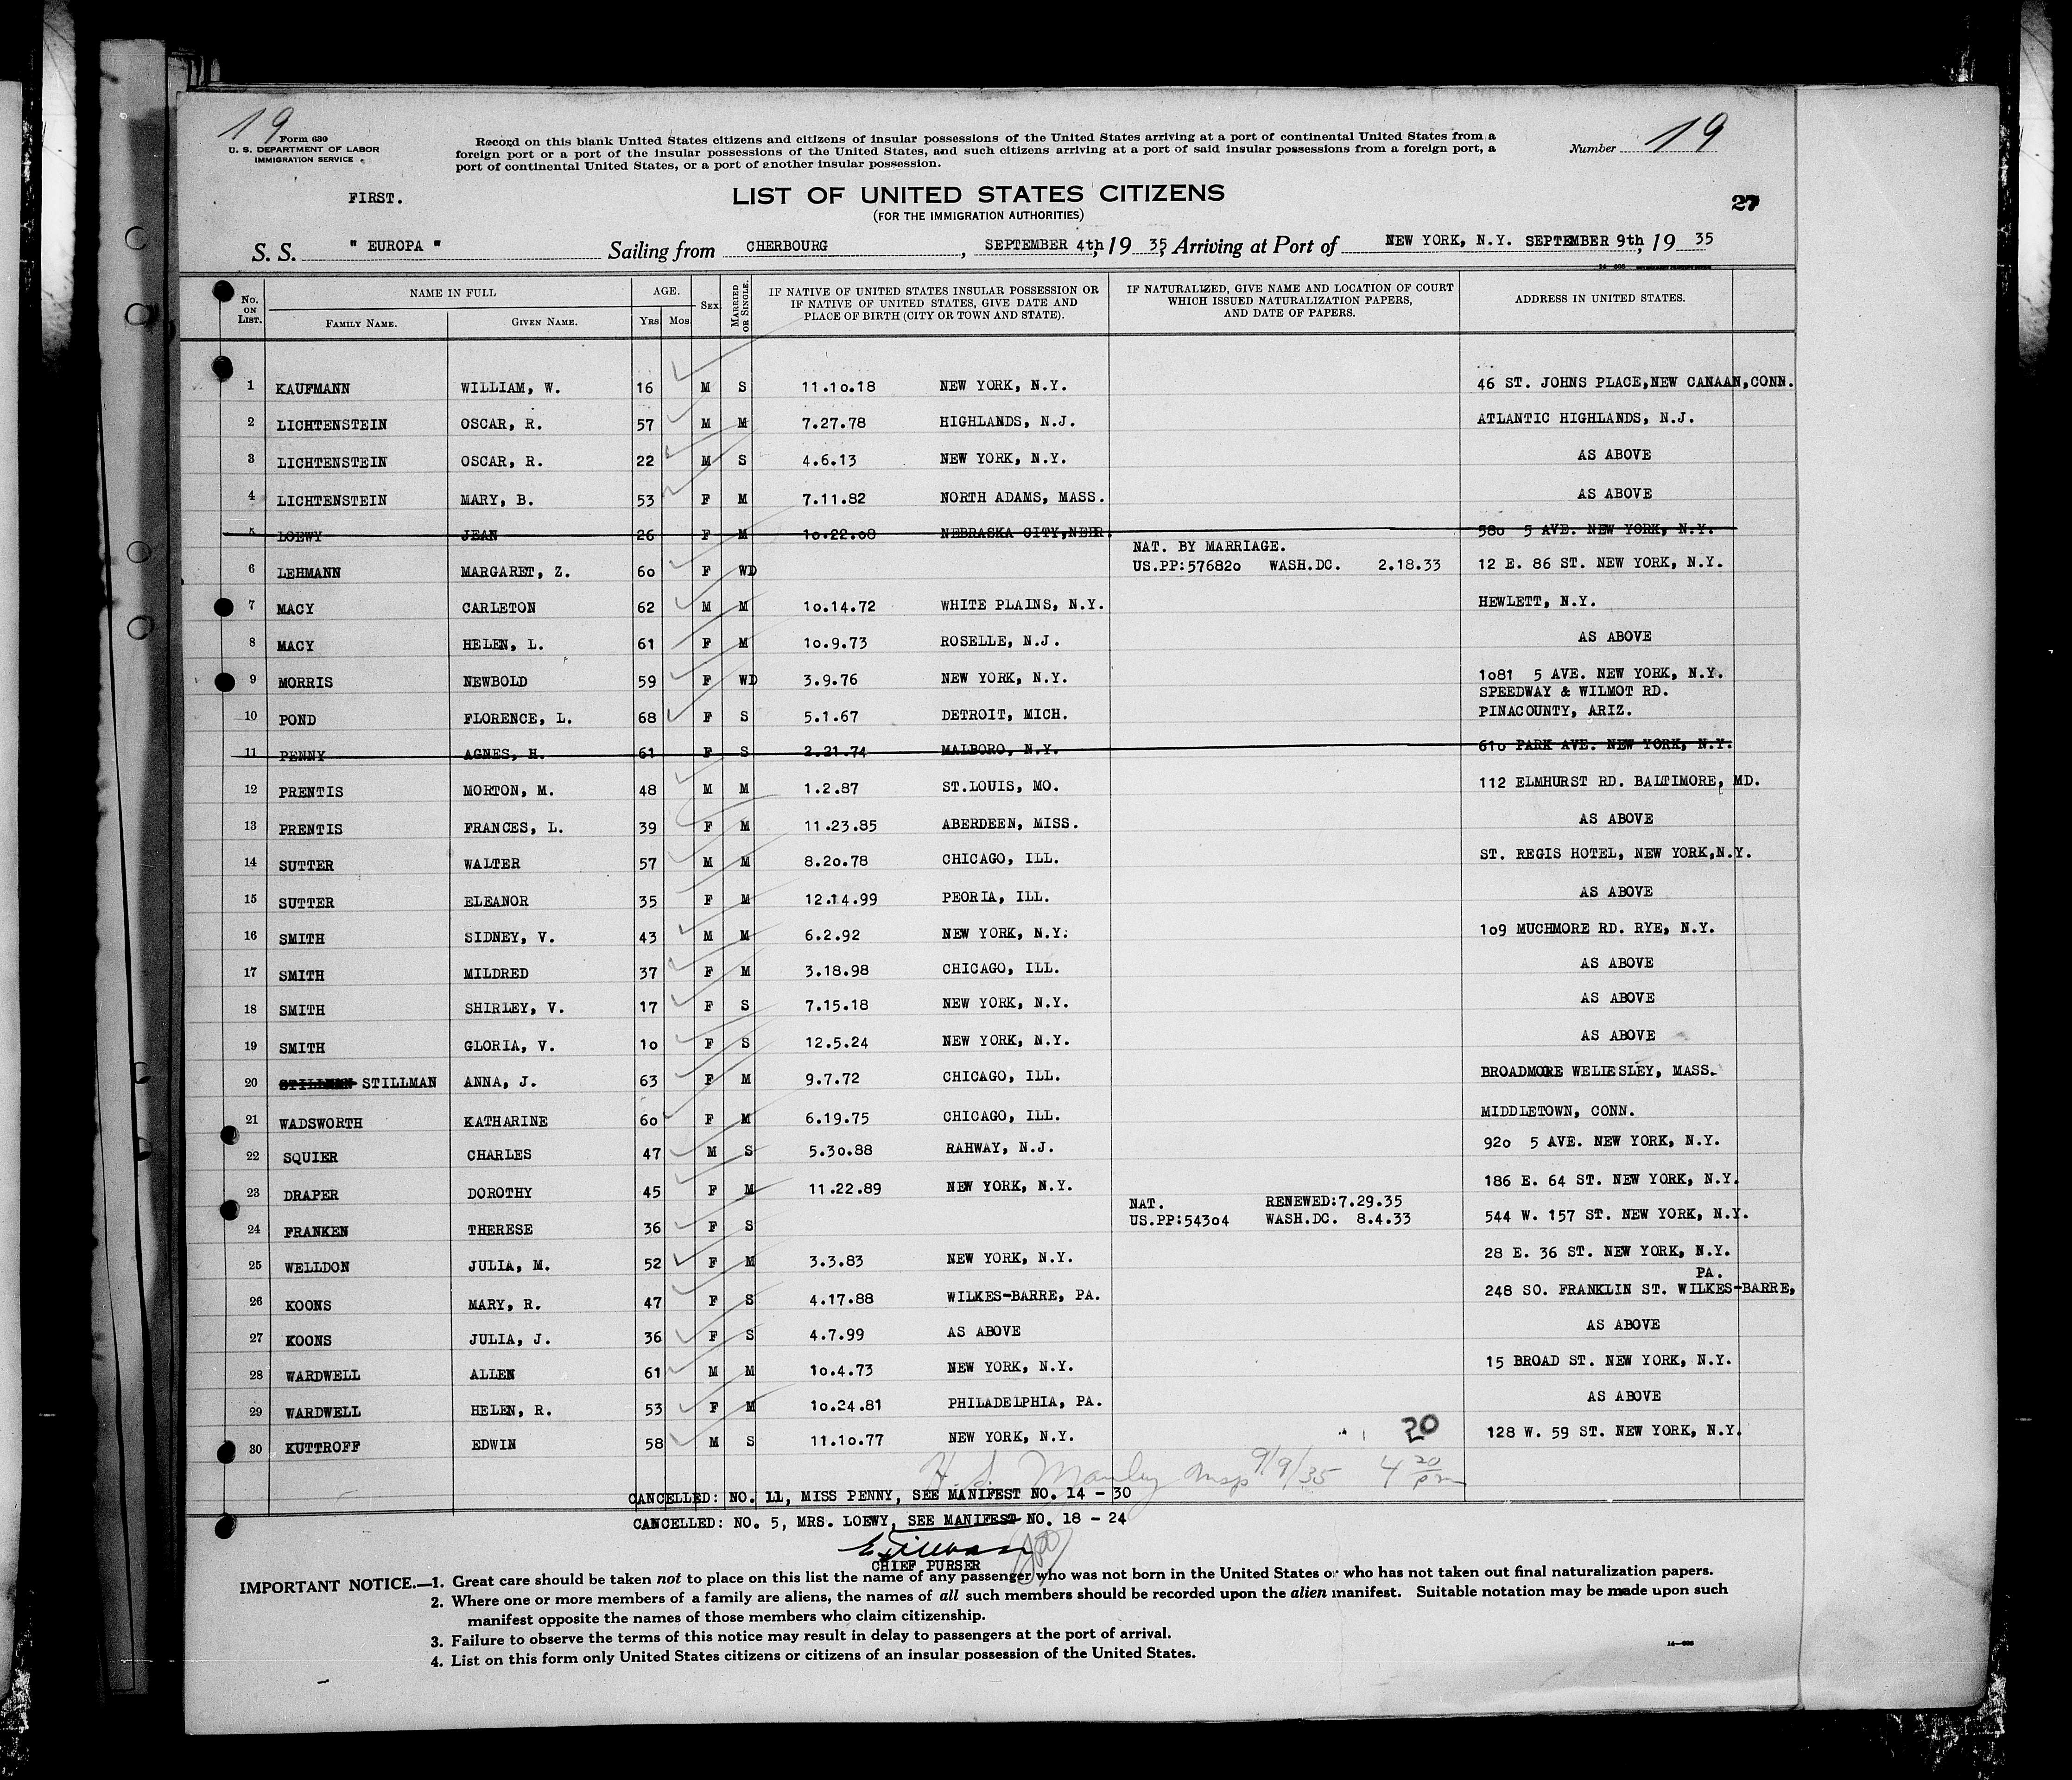 19
Form 630
U. S. DEPARTMENT OF LABOR
IMMIGRATION SERVICE
Record on this blank United States citizens and citizens of insular possessions of the United States arriving at a port of continental United States from a
foreign port or a port of the insular possessions of the United States, and such citizens arriving at a port of said insular possessions from a foreign port, a
port of continental United States, or a port of another insular possession.
Number 19
FIRST.
LIST OF UNITED STATES CITIZENS
(FOR THE IMMIGRATION AUTHORITIES)
27
S. S. " EUROPA " Sailing from CHERBOURG, SEPTEMBER 4th, 19 35, Arriving at Port of NEW YORK, N.Y. SEPTEMBER 9th, 19 35
No. ON LIST. NAME IN FULL FAMILY NAME. GIVEN NAME. AGE. YRS MOS SEX MARRIED OR SINGLE. IF NATIVE OF UNITED STATES INSULAR POSSESSION OR IF NATIVE OF UNITED STATES, GIVE DATE AND PLACE OF BIRTH (CITY OR TOWN AND STATE). IF NATURALIZED, GIVE NAME AND LOCATION OF COURT WHICH ISSUED NATURALIZATION PAPERS, AND DATE OF PAPERS. ADDRESS IN UNITED STATES.
1 KAUFMANN WILLIAM, W. 16 M S 11.10.18 NEW YORK, N.Y. 46 ST. JOHNS PLACE,NEW CANAAN,CONN.
2 LICHTENSTEIN OSCAR, R. 57 M M 7.27.78 HIGHLANDS, N.J. ATLANTIC HIGHLANDS, N.J.
3 LICHTENSTEIN OSCAR, R. 22 M S 4.6.13 NEW YORK, N.Y. AS ABOVE
4 LICHTENSTEIN MARY, B. 53 F M 7.11.82 NORTH ADAMS, MASS. AS ABOVE
5 LOEWY JEAN 26 F M 10.22.08 NEBRASKA CITY,NEBR. 580 5 AVE. NEW YORK, N.Y.
NAT. BY MARRIAGE.
6 LEHMANN MARGARET, Z. 60 F WD US.PP:576820 WASH.DC. 2.18.33 12 E. 86 ST. NEW YORK, N.Y.
7 MACY CARLETON 62 M M 10.14.72 WHITE PLAINS, N.Y. HEWLETT, N.Y.
8 MACY HELEN, L. 61 F M 10.9.73 ROSELLE, N.J. AS ABOVE
9 MORRIS NEWBOLD 59 F WD 3.9.76 NEW YORK, N.Y. 1081 5 AVE. NEW YORK, N.Y.
SPEEDWAY & WILMOT RD.
10 POND FLORENCE, L. 68 F S 5.1.67 DETROIT, MICH. PINACOUNTY, ARIZ.
11 PENNY AGNES, H. 61 F S 2.21.74 MALBORO, N.Y. 610 PARK AVE. NEW YORK, N.Y.
12 PRENTIS MORTON, M. 48 M M 1.2.87 ST.LOUIS, MO. 112 ELMHURST RD. BALTIMORE, MD.
13 PRENTIS FRANCES, L. 39 F M 11.23.85 ABERDEEN, MISS. AS ABOVE
14 SUTTER WALTER 57 M M 8.20.78 CHICAGO, ILL. ST. REGIS HOTEL, NEW YORK,N.Y.
15 SUTTER ELEANOR 35 F M 12.14.99 PEORIA, ILL. AS ABOVE
16 SMITH SIDNEY, V. 43 M M 6.2.92 NEW YORK, N.Y. 109 MUCHMORE RD. RYE, N.Y.
17 SMITH MILDRED 37 F M 3.18.98 CHICAGO, ILL. AS ABOVE
18 SMITH SHIRLEY, V. 17 F S 7.15.18 NEW YORK, N.Y. AS ABOVE
19 SMITH GLORIA, V. 10 F S 12.5.24 NEW YORK, N.Y. AS ABOVE
20 STILLMAN STILLMAN ANNA, J. 63 F M 9.7.72 CHICAGO, ILL. BROADMORE WELLESLEY, MASS.
21 WADSWORTH KATHARINE 60 F M 6.19.75 CHICAGO, ILL. MIDDLETOWN, CONN.
22 SQUIER CHARLES 47 M S 5.30.88 RAHWAY, N.J. 920 5 AVE. NEW YORK, N.Y.
23 DRAPER DOROTHY 45 F M 11.22.89 NEW YORK, N.Y. 186 E. 64 ST. NEW YORK, N.Y.
NAT. RENEWED:7.29.35
24 FRANKEN THERESE 36 F S US.PP:54304 WASH.DC. 8.4.33 544 W. 157 ST. NEW YORK, N.Y.
25 WELLDON JULIA, M. 52 F M 3.3.83 NEW YORK, N.Y. 28 E. 36 ST. NEW YORK, N.Y.
PA.
26 KOONS MARY, R. 47 F S 4.17.88 WILKES-BARRE, PA. 248 SO. FRANKLIN ST. WILKES-BARRE,
27 KOONS JULIA, J. 36 F S 4.7.99 AS ABOVE AS ABOVE
28 WARDWELL ALLEN 61 M M 10.4.73 NEW YORK, N.Y. 15 BROAD ST. NEW YORK, N.Y.
29 WARDWELL HELEN, R. 53 F M 10.24.81 PHILADELPHIA, PA. AS ABOVE
20
30 KUTTROFF EDWIN 58 M S 11.10.77 NEW YORK, N.Y. 128 W. 59 ST. NEW YORK, N.Y.
H. S. Manley Insp 9/9/35 4 20 pm
CANCELLED: NO. 11, MISS PENNY, SEE MANIFEST NO. 14 - 30
CANCELLED: NO. 5, MRS. LOEWY, SEE MANIFEST NO. 18 - 24
CHIEF PURSER
IMPORTANT NOTICE.—1. Great care should be taken not to place on this list the name of any passenger who was not born in the United States or who has not taken out final naturalization papers.
2. Where one or more members of a family are aliens, the names of all such members should be recorded upon the alien manifest. Suitable notation may be made upon such
manifest opposite the names of those members who claim citizenship.
3. Failure to observe the terms of this notice may result in delay to passengers at the port of arrival.
4. List on this form only United States citizens or citizens of an insular possession of the United States.